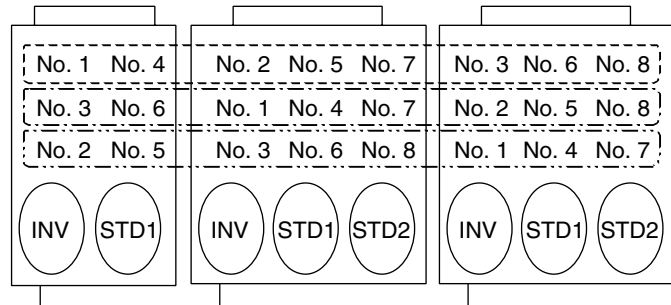 No. 1 No. 4 No. 2 No. 5 No. 7 No. 3 No. 6 No. 8
No. 3 No. 6 No. 1 No. 4 No. 7 No. 2 No. 5 No. 8
No. 2 No. 5 No. 3 No. 6 No. 8 No. 1 No. 4 No. 7
INV STD1 INV STD1 STD2 INV STD1 STD2